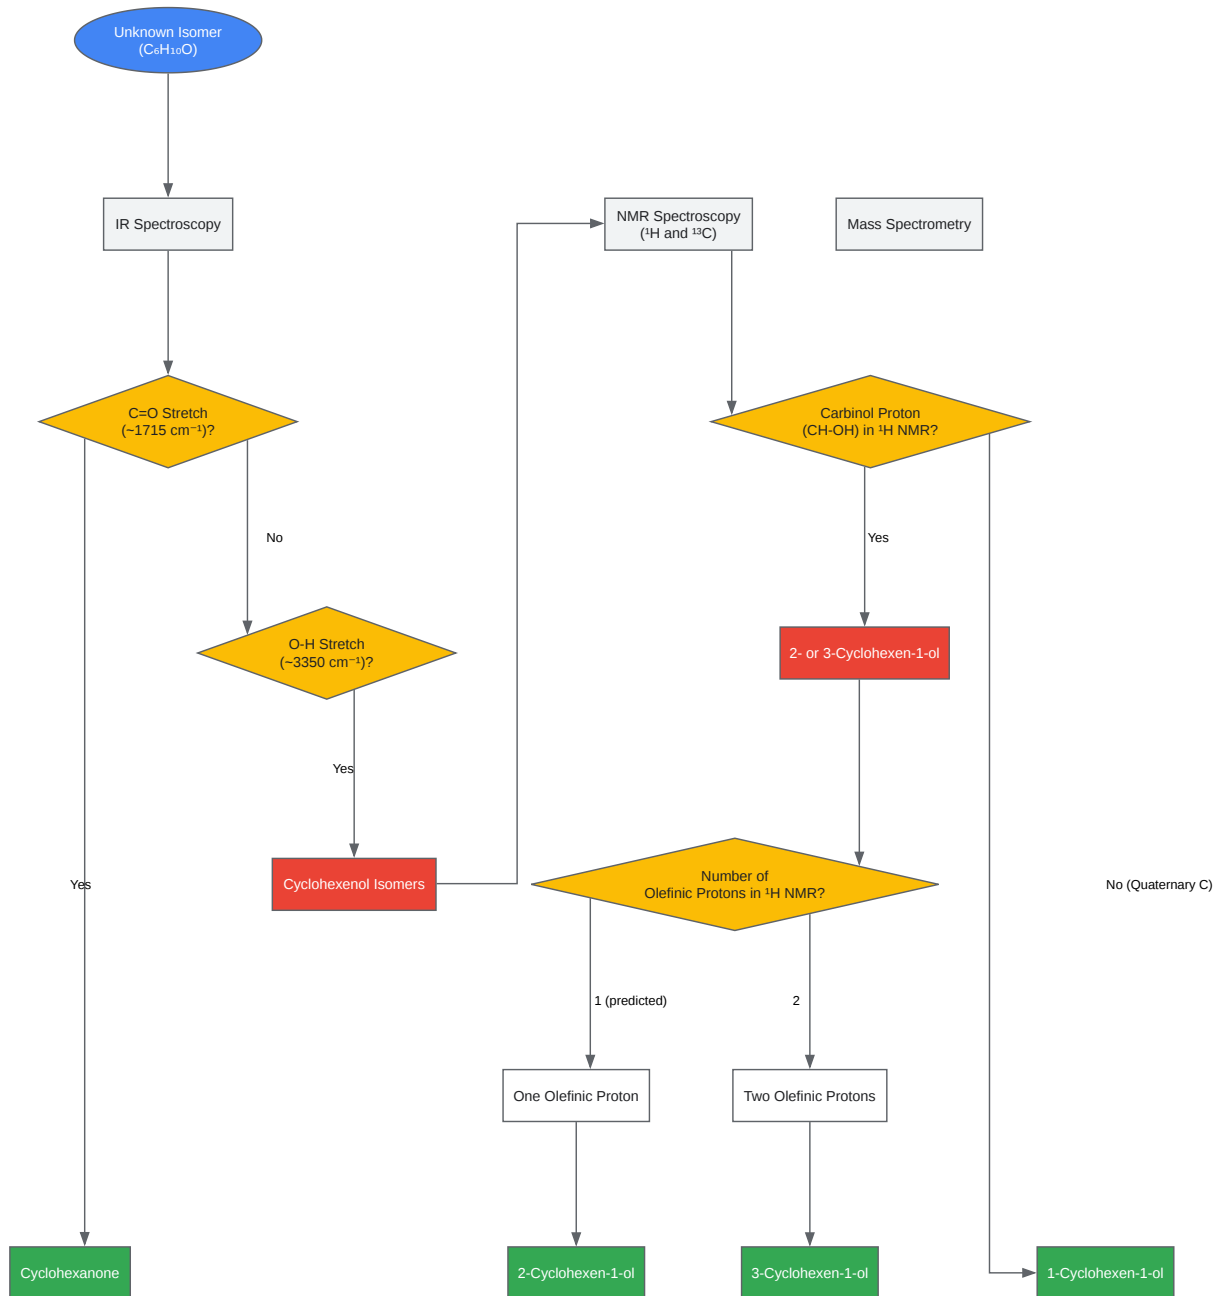 Unknown Isomer
(C₆H₁₀O)
IR Spectroscopy
NMR Spectroscopy
(¹H and ¹³C)
Mass Spectrometry
C=O Stretch
(~1715 cm⁻¹)?
Carbinol Proton
(CH-OH) in ¹H NMR?
No
Yes
O-H Stretch
(~3350 cm⁻¹)?
2- or 3-Cyclohexen-1-ol
Yes
Yes
Cyclohexenol Isomers
Number of
Olefinic Protons in ¹H NMR?
No (Quaternary C)
1 (predicted)
2
One Olefinic Proton
Two Olefinic Protons
Cyclohexanone
2-Cyclohexen-1-ol
3-Cyclohexen-1-ol
1-Cyclohexen-1-ol